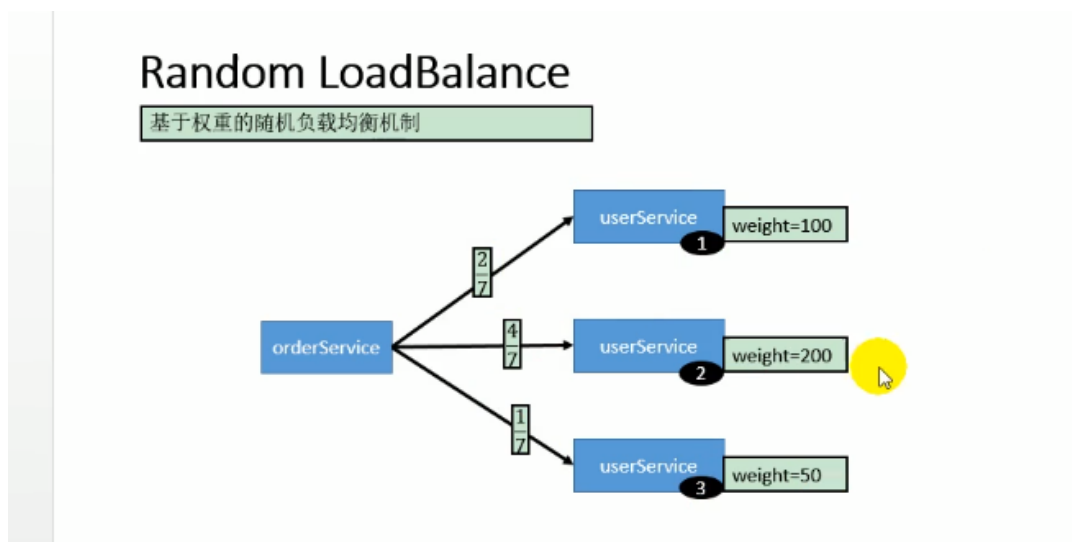 Random LoadBalance
基于权重的随机负载均衡机制
userService
1
weight=100
2
7
orderService
4
7
userService
2
weight=200
1
7
userService
3
weight=50